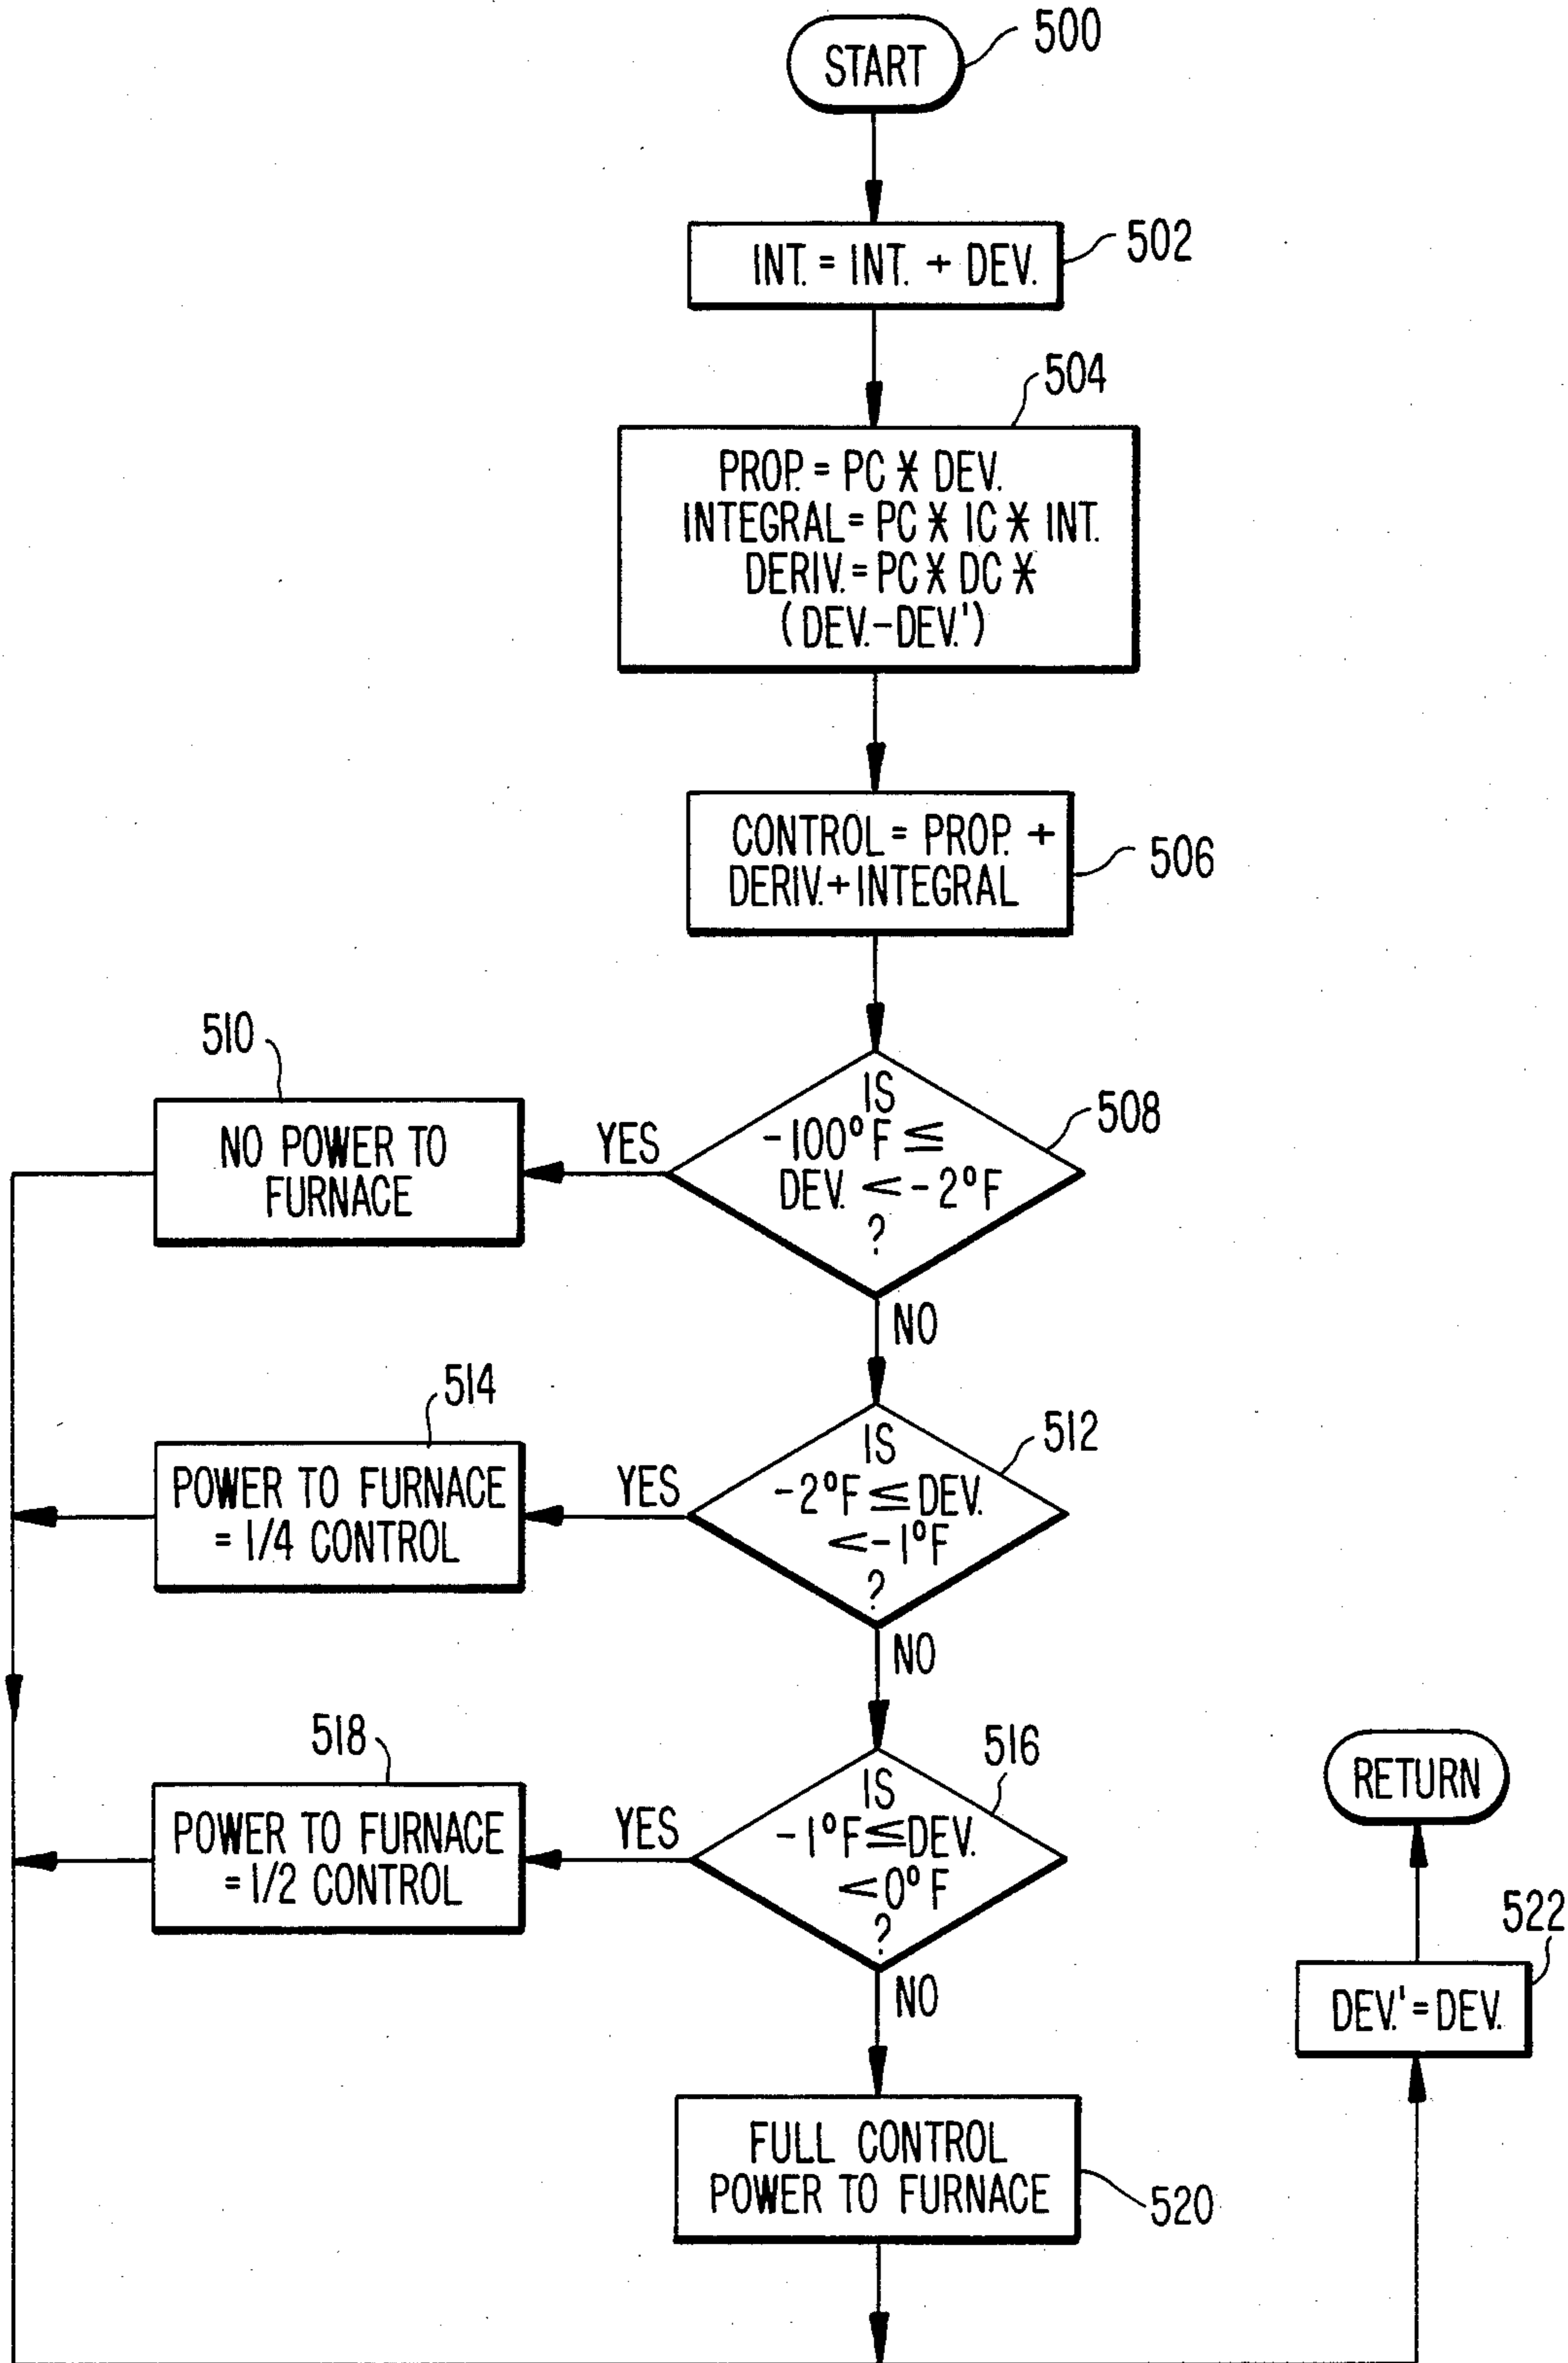 START
500
INT. = INT. + DEV.
502
504
PROP. = PC * DEV.
INTEGRAL = PC * IC * INT.
DERIV. = PC * DC *
(DEV. - DEV.')
CONTROL = PROP. +
DERIV. + INTEGRAL
506
510
NO POWER TO
FURNACE
YES
IS
-100°F ≦
DEV. < -2°F
?
508
NO
514
POWER TO FURNACE
= 1/4 CONTROL
YES
IS
-2°F ≤ DEV.
< -1°F
?
512
NO
518
POWER TO FURNACE
= 1/2 CONTROL
YES
IS
-1°F ≤ DEV.
< 0°F
?
516
NO
FULL CONTROL
POWER TO FURNACE
520
RETURN
522
DEV.' = DEV.